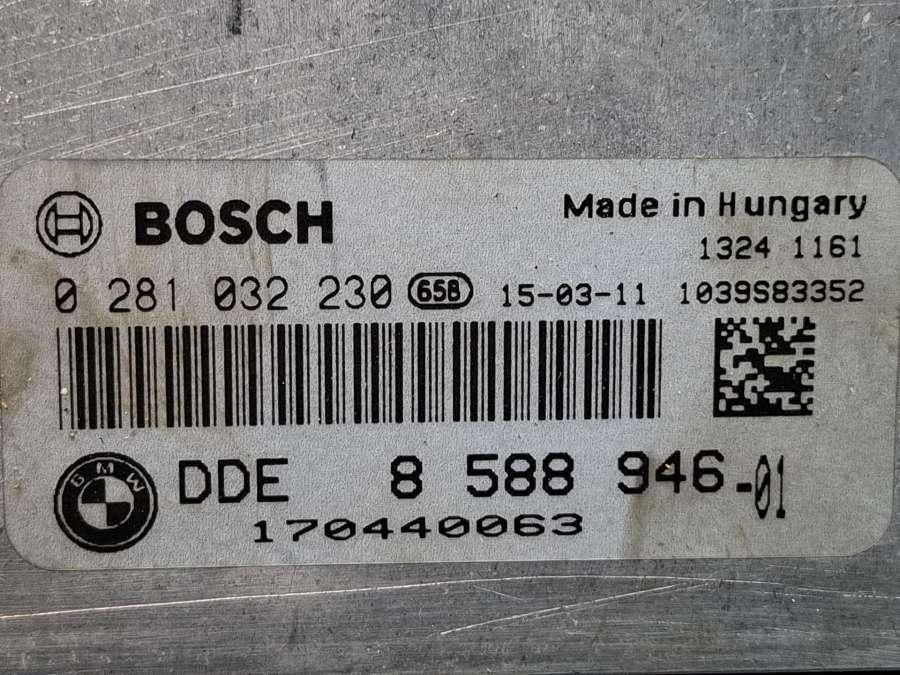 BOSCH
Made in Hungary
1324 1161
0 281 032 230 658 15-03-11 1039S83352
BMW DDE 8 588 946-01
170440063